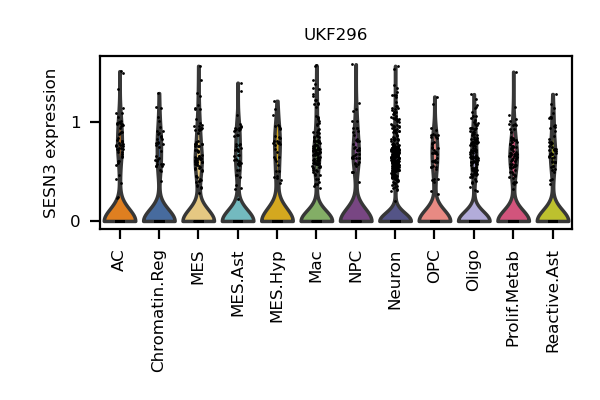 UKF296
SESN3 expression
1
0
AC
Chromatin.Reg
MES
MES.Ast
MES.Hyp
Mac
NPC
Neuron
OPC
Oligo
Prolif.Metab
Reactive.Ast